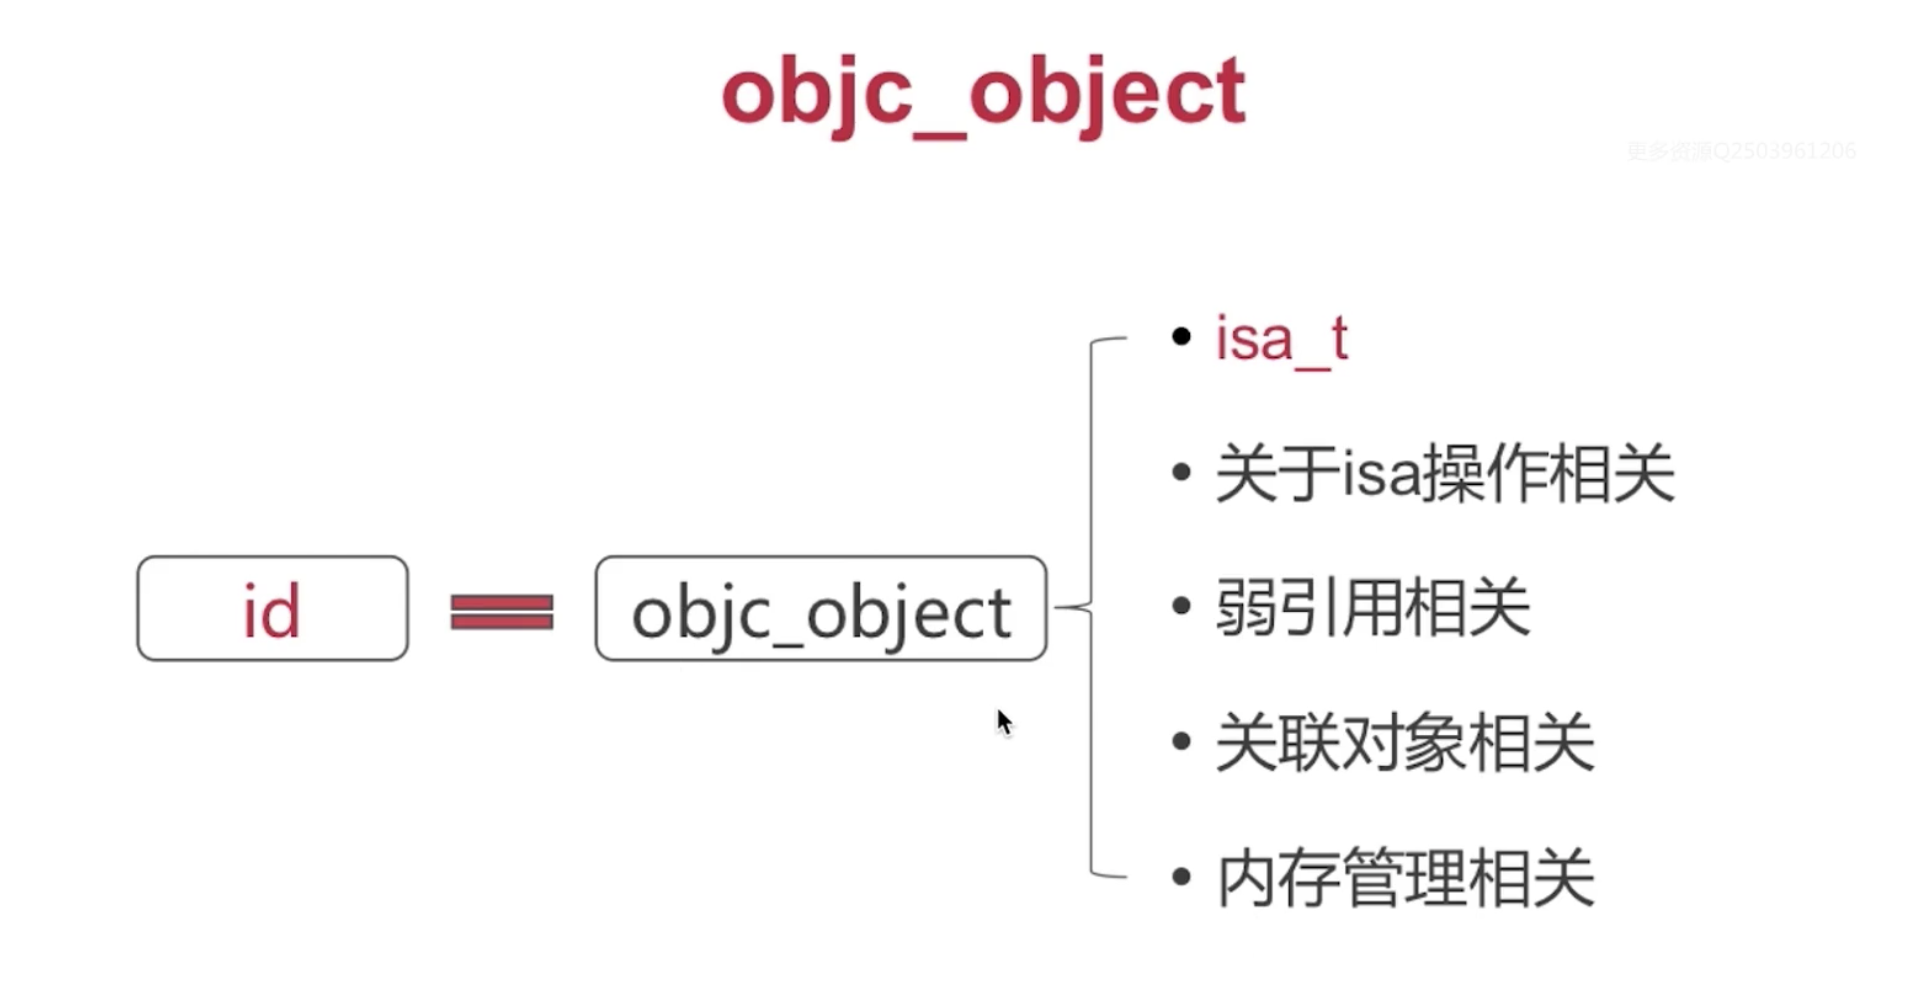 objc_object
更多资源Q2503961206
id
objc_object
isa_t
关于isa操作相关
弱引用相关
关联对象相关
内存管理相关